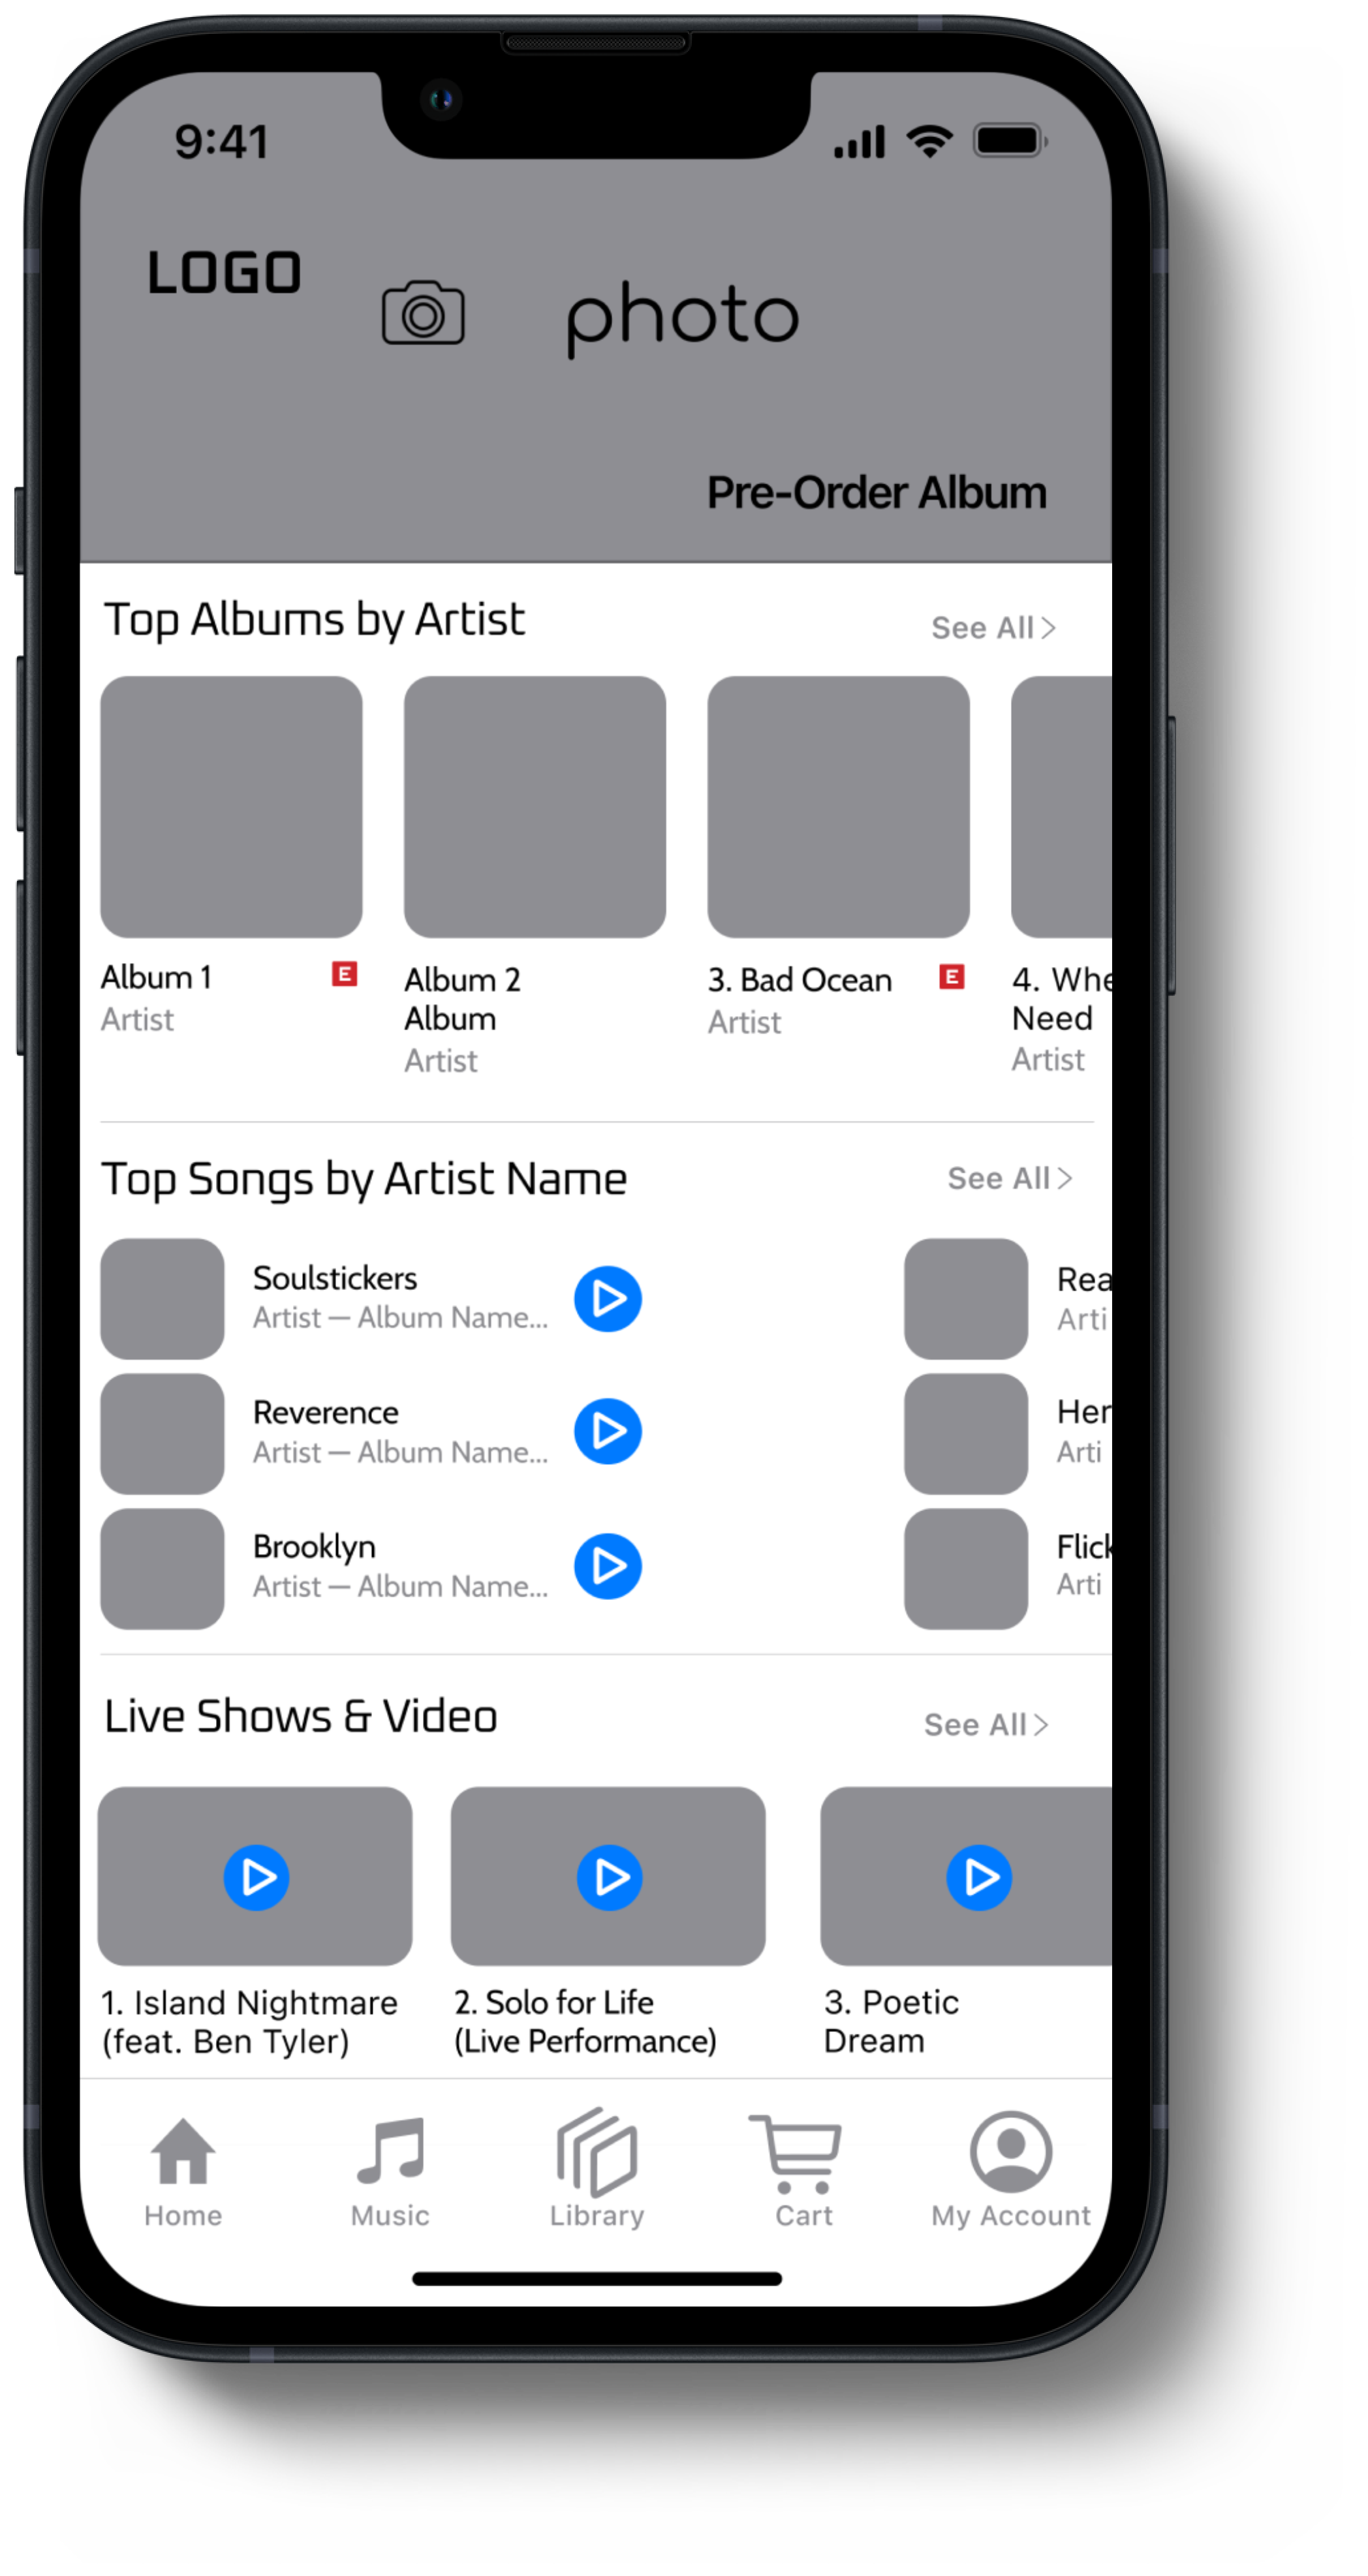 9:41
LOGO
photo
Pre-Order Album
Top Albums by Artist
See All
Album 1
E
Artist
Album 2
Album
Artist
3. Bad Ocean
E
Artist
4. Whe
Need
Artist
Top Songs by Artist Name
See All
Soulstickers
Artist — Album Name...
Rea
Arti
Reverence
Artist — Album Name...
Her
Arti
Brooklyn
Artist — Album Name...
Flick
Arti
Live Shows & Video
See All
1. Island Nightmare
(feat. Ben Tyler)
2. Solo for Life
(Live Performance)
3. Poetic
Dream
Home
Music
Library
Cart
My Account